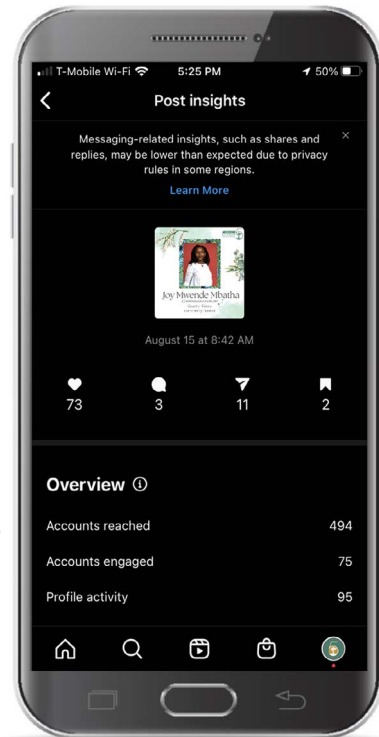 T-Mobile Wi-Fi 5:25 PM 50%
Post insights
Messaging-related insights, such as shares and
replies, may be lower than expected due to privacy
rules in some regions.
Learn More
Joy Mwende Mbatha
August 15 at 8:42 AM
73 3 11 2
Overview
Accounts reached 494
Accounts engaged 75
Profile activity 95